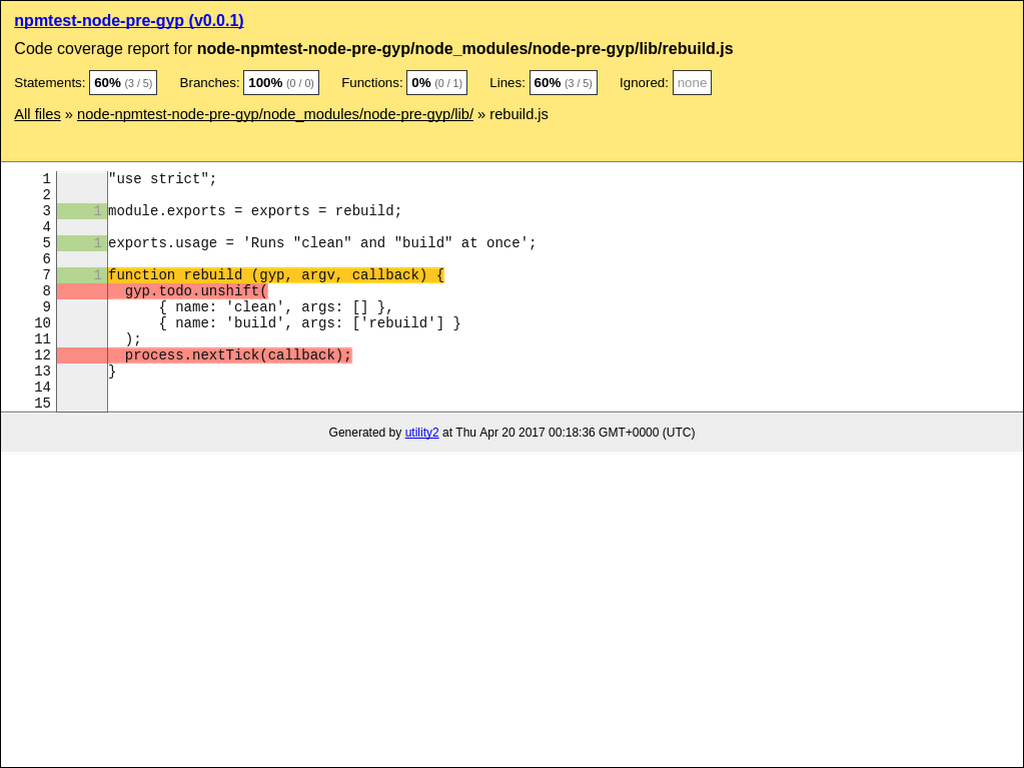 npmtest-node-pre-gyp (v0.0.1)
Code coverage report for node-npmtest-node-pre-gyp/node_modules/node-pre-gyp/lib/rebuild.js
Statements: 60% (3 / 5) Branches: 100% (0 / 0) Functions: 0% (0 / 1) Lines: 60% (3 / 5) Ignored: none
All files » node-npmtest-node-pre-gyp/node_modules/node-pre-gyp/lib/ » rebuild.js
1 "use strict";
2
3 1 module.exports = exports = rebuild;
4
5 1 exports.usage = 'Runs "clean" and "build" at once';
6
7 1 function rebuild (gyp, argv, callback) {
8   gyp.todo.unshift(
9       { name: 'clean', args: [] },
10       { name: 'build', args: ['rebuild'] }
11   );
12   process.nextTick(callback);
13 }
14
15
Generated by utility2 at Thu Apr 20 2017 00:18:36 GMT+0000 (UTC)